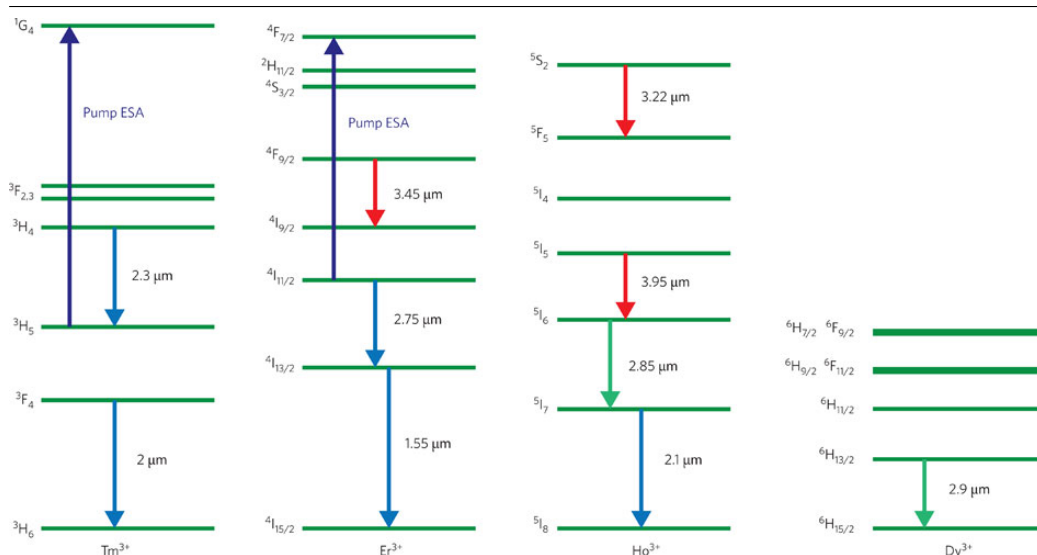 ¹G₄
Pump ESA
³F₂,₃
³H₄
2.3 µm
³H₅
³F₄
2 µm
³H₆
Tm³⁺
⁴F₇/₂
²H₁₁/₂
⁴S₃/₂
Pump ESA
⁴F₉/₂
3.45 µm
⁴I₉/₂
⁴I₁₁/₂
2.75 µm
⁴I₁₃/₂
1.55 µm
⁴I₁₅/₂
Er³⁺
⁵S₂
3.22 µm
⁵F₅
⁵I₄
⁵I₅
3.95 µm
⁵I₆
2.85 µm
⁵I₇
2.1 µm
⁵I₈
Ho³⁺
⁶H₇/₂ ⁶F₉/₂
⁶H₉/₂ ⁶F₁₁/₂
⁶H₁₁/₂
⁶H₁₃/₂
2.9 µm
⁶H₁₅/₂
Dy³⁺